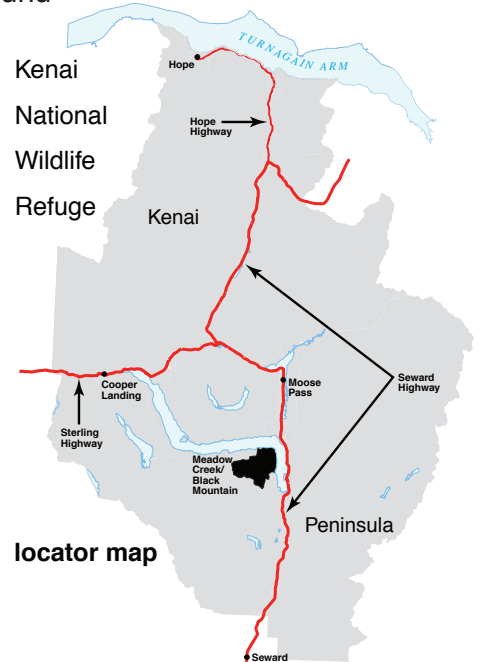 TURNAGAIN ARM
Hope
Kenai
National
Wildlife
Refuge
Hope
Highway
Kenai
Cooper
Landing
Moose
Pass
Seward
Highway
Sterling
Highway
Meadow
Creek/
Black
Mountain
Peninsula
locator map
Seward